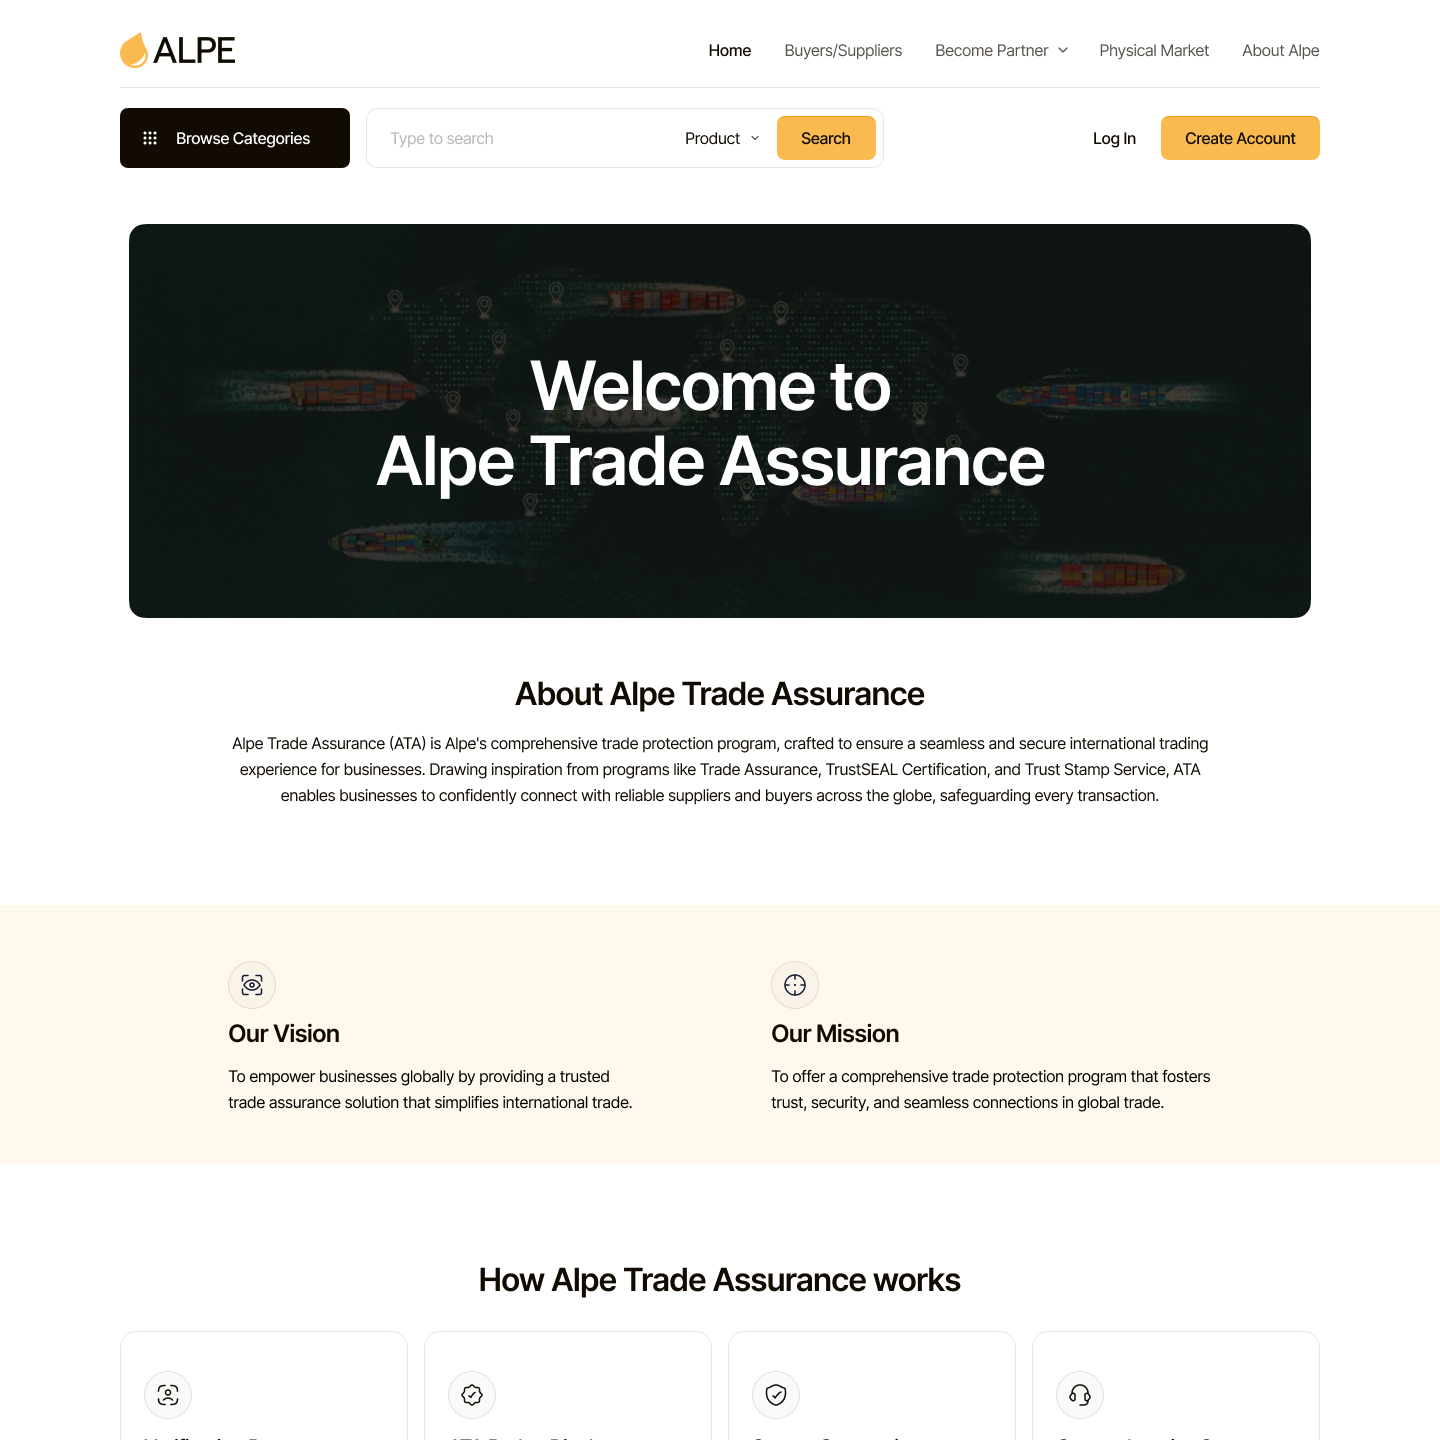 ALPE
Home
Buyers/Suppliers
Become Partner
Physical Market
About Alpe
Browse Categories
Type to search
Product
Search
Log In
Create Account
Welcome to
Alpe Trade Assurance
About Alpe Trade Assurance
Alpe Trade Assurance (ATA) is Alpe's comprehensive trade protection program, crafted to ensure a seamless and secure international trading
experience for businesses. Drawing inspiration from programs like Trade Assurance, TrustSEAL Certification, and Trust Stamp Service, ATA
enables businesses to confidently connect with reliable suppliers and buyers across the globe, safeguarding every transaction.
Our Vision
To empower businesses globally by providing a trusted
trade assurance solution that simplifies international trade.
Our Mission
To offer a comprehensive trade protection program that fosters
trust, security, and seamless connections in global trade.
How Alpe Trade Assurance works